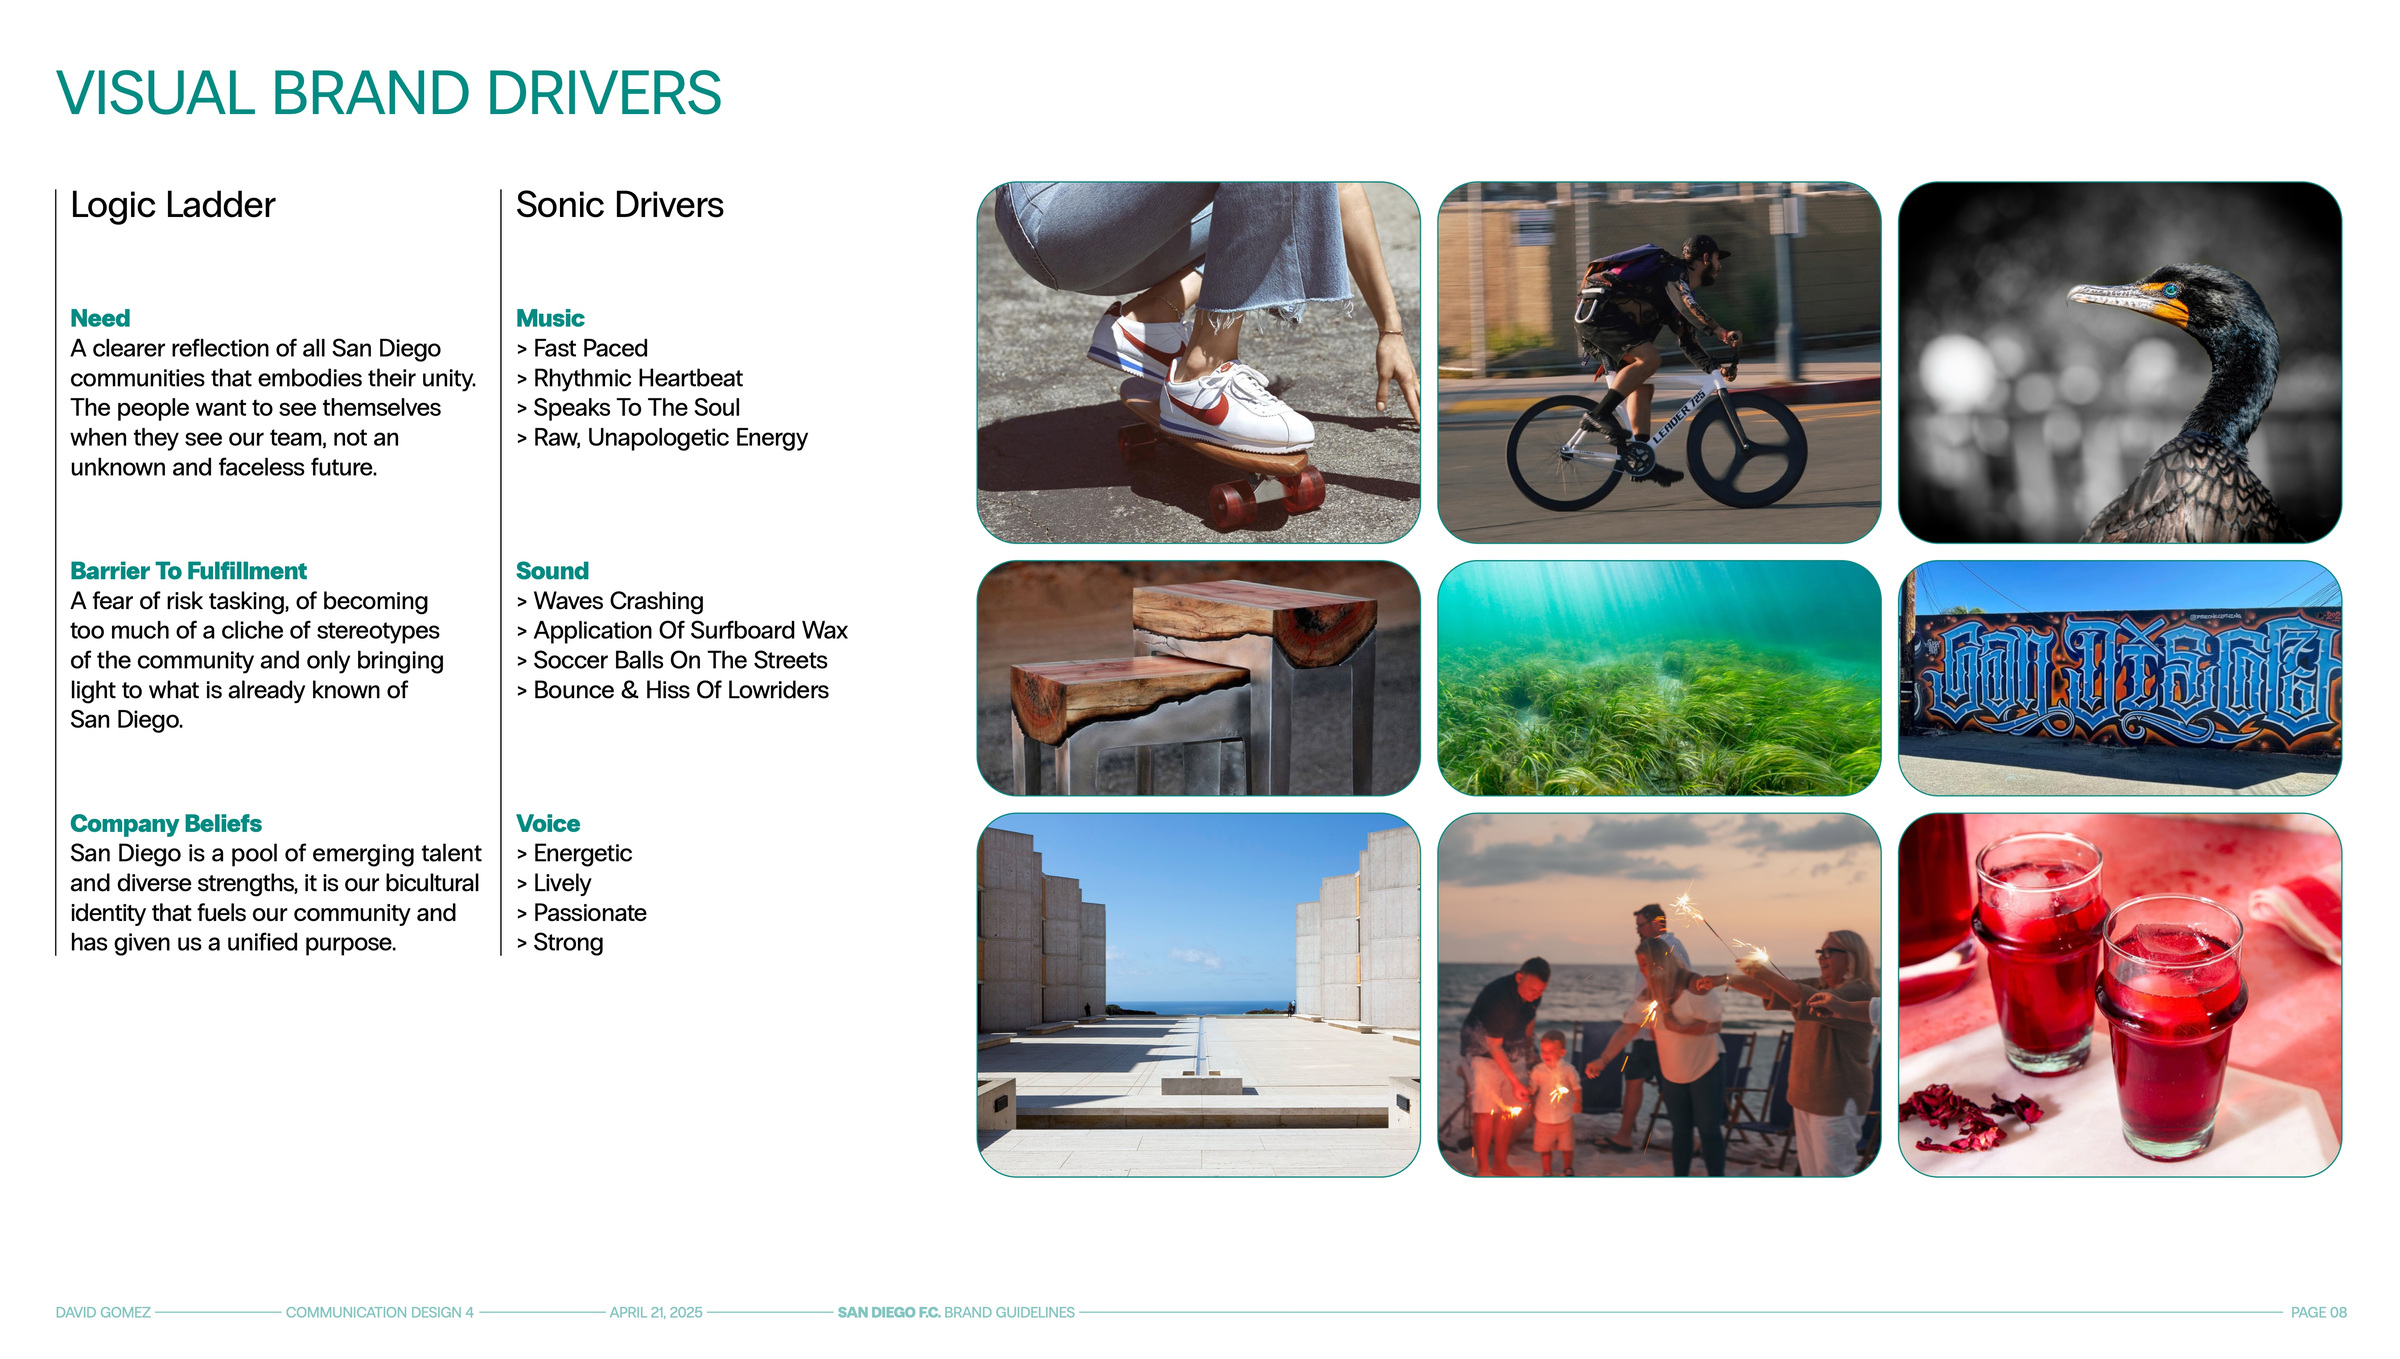 VISUAL BRAND DRIVERS
Logic Ladder
Need
A clearer reflection of all San Diego
communities that embodies their unity.
The people want to see themselves
when they see our team, not an
unknown and faceless future.
Barrier To Fulfillment
A fear of risk tasking, of becoming
too much of a cliche of stereotypes
of the community and only bringing
light to what is already known of
San Diego.
Company Beliefs
San Diego is a pool of emerging talent
and diverse strengths, it is our bicultural
identity that fuels our community and
has given us a unified purpose.
Sonic Drivers
Music
> Fast Paced
> Rhythmic Heartbeat
> Speaks To The Soul
> Raw, Unapologetic Energy
Sound
> Waves Crashing
> Application Of Surfboard Wax
> Soccer Balls On The Streets
> Bounce & Hiss Of Lowriders
Voice
> Energetic
> Lively
> Passionate
> Strong
LEADER 725
San Diego
DAVID GOMEZ
COMMUNICATION DESIGN 4
APRIL 21, 2025
SAN DIEGO F.C. BRAND GUIDELINES
PAGE 08